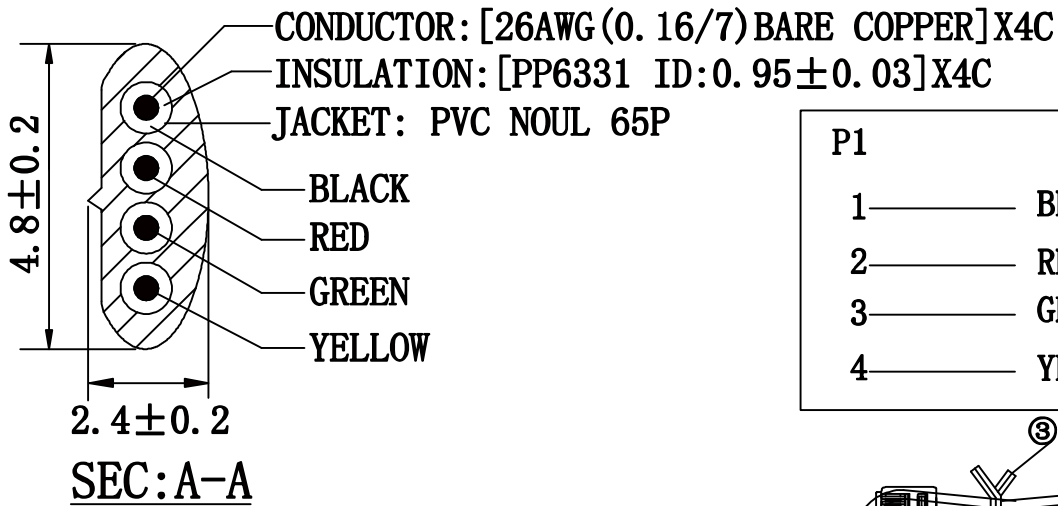 CONDUCTOR:[26AWG(0.16/7)BARE COPPER]X4C
INSULATION:[PP6331 ID:0.95±0.03]X4C
JACKET: PVC NOUL 65P
BLACK
RED
GREEN
YELLOW
4.8±0.2
2.4±0.2
SEC:A-A
P1
1
2
3
4
③